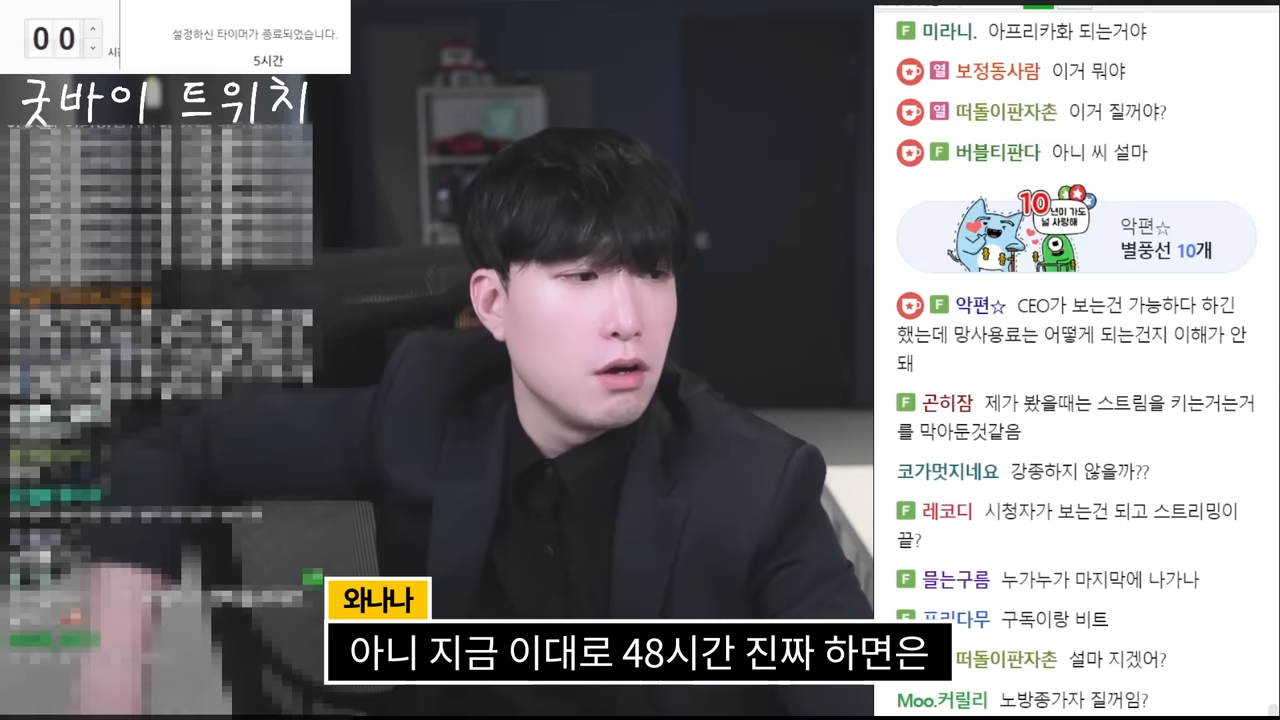 00
설정하신 타이머가 종료되었습니다.
5시간
굿바이 트위치
미라니. 아프리카화 되는거야
열 보정동사람 이거 뭐야
열 떠돌이판자촌 이거 질꺼야?
F 버블티판다 아니 씨 설마
10
년이 가도
널 사랑해
악편☆
별풍선 10개
F 악편☆ CEO가 보는건 가능하다 하긴
했는데 망사용료는 어떻게 되는건지 이해가 안
돼
F 곤히잠 제가 봤을때는 스트림을 키는거는거
를 막아둔것같음
코가멋지네요 강종하지 않을까??
F 레코디 시청자가 보는건 되고 스트리밍이
끝?
F 믈는구름 누가누가 마지막에 나가나
프리다무 구독이랑 비트
떠돌이판자촌 설마 지겠어?
Moo.커릴리 노방종가자 질꺼임?
와나나
아니 지금 이대로 48시간 진짜 하면은